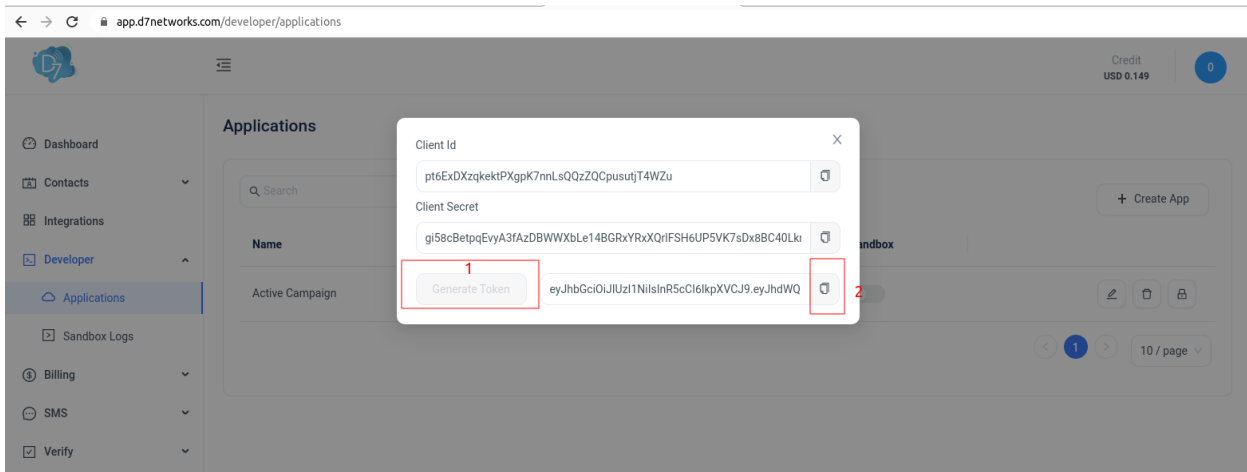 app.d7networks.com/developer/applications
D7
Credit
USD 0.149
0
Dashboard
Contacts
Integrations
Developer
Applications
Sandbox Logs
Billing
SMS
Verify
Applications
Search
+ Create App
Name
andbox
Active Campaign
1
10 / page
Client Id
pt6ExDXzqkektPXgpK7nnLsQQzZQCpusutjT4WZu
Client Secret
gi58cBetpqEvyA3fAzDBWWXbLe14BGRxYRxXQrIFSH6UP5VK7sDx8BC40Lk
1
Generate Token
eyJhbGciOiJIUzI1NiIsInR5cCI6IkpXVCJ9.eyJhdWQ
2